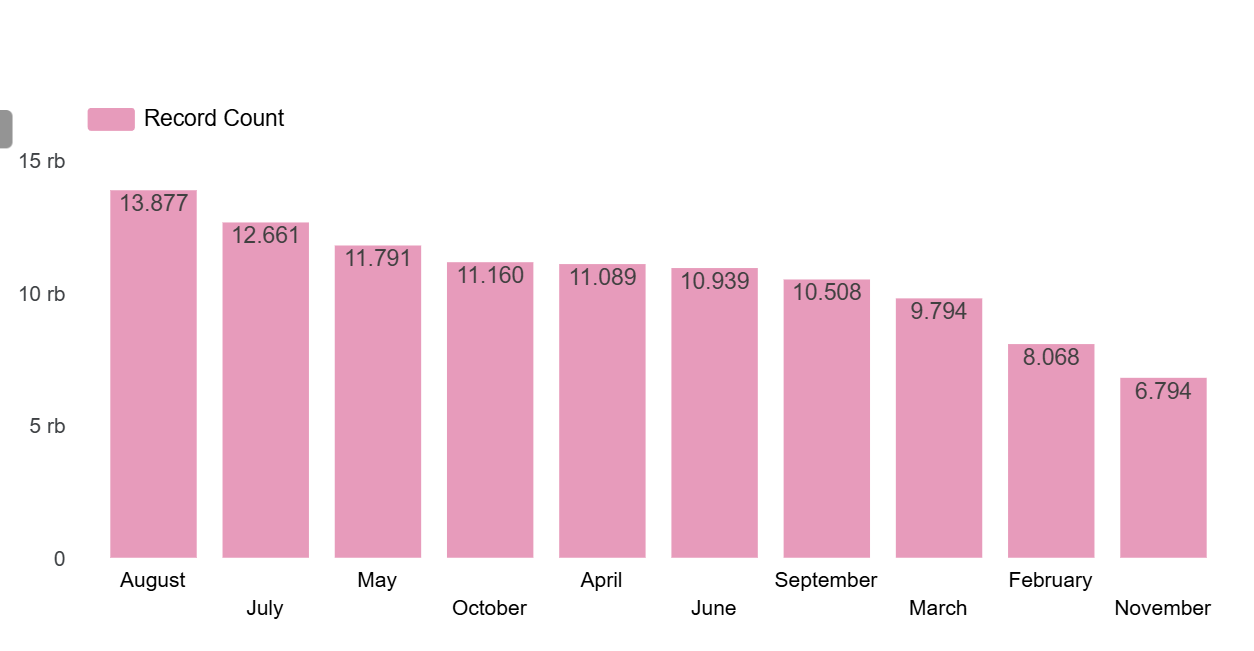 Record Count
15 rb
10 rb
5 rb
0
13.877
12.661
11.791
11.160
11.089
10.939
10.508
9.794
8.068
6.794
August
July
May
October
April
June
September
March
February
November